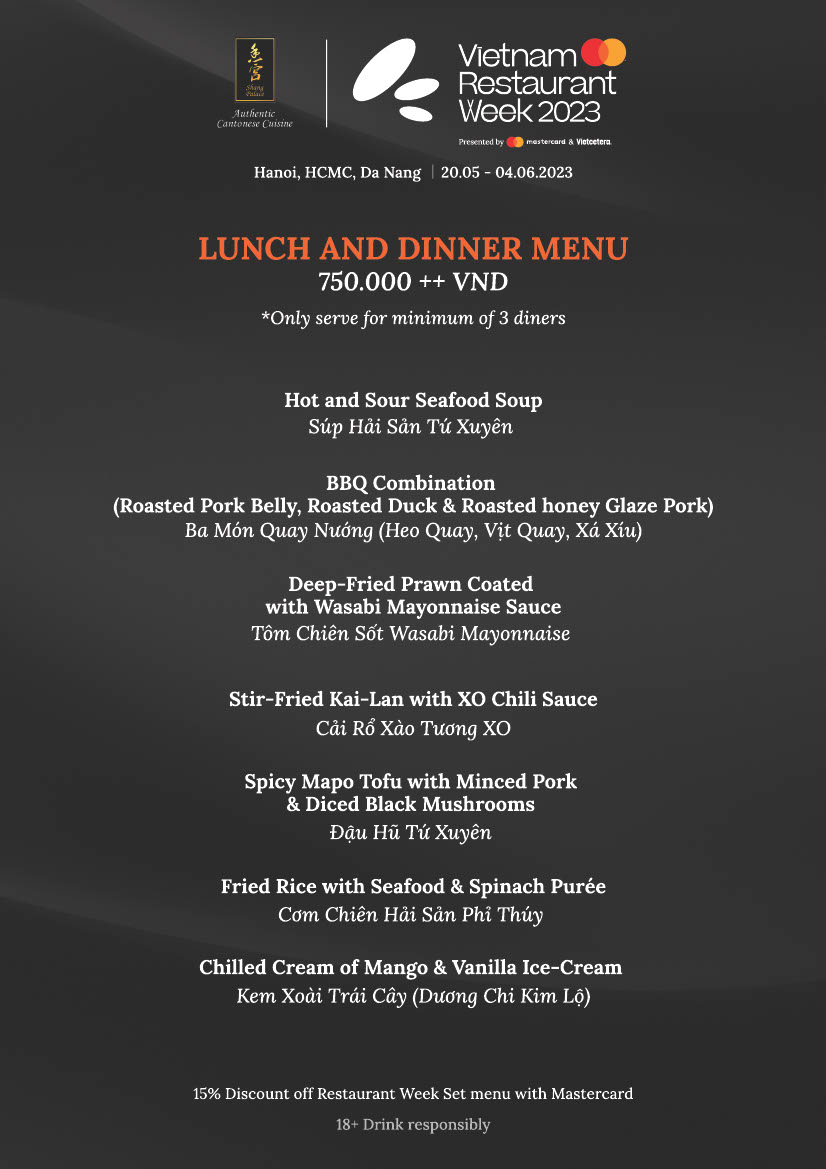 Shang
Palace
Authentic
Cantonese Cuisine
Vietnam
Restaurant
Week 2023
Presented by mastercard & Vietcetera
Hanoi, HCMC, Da Nang | 20.05 - 04.06.2023
LUNCH AND DINNER MENU
750.000 ++ VND
*Only serve for minimum of 3 diners
Hot and Sour Seafood Soup
Súp Hải Sản Tứ Xuyên
BBQ Combination
(Roasted Pork Belly, Roasted Duck & Roasted honey Glaze Pork)
Ba Món Quay Nướng (Heo Quay, Vịt Quay, Xá Xíu)
Deep-Fried Prawn Coated
with Wasabi Mayonnaise Sauce
Tôm Chiên Sốt Wasabi Mayonnaise
Stir-Fried Kai-Lan with XO Chili Sauce
Cải Rổ Xào Tương XO
Spicy Mapo Tofu with Minced Pork
& Diced Black Mushrooms
Đậu Hũ Tứ Xuyên
Fried Rice with Seafood & Spinach Purée
Cơm Chiên Hải Sản Phỉ Thúy
Chilled Cream of Mango & Vanilla Ice-Cream
Kem Xoài Trái Cây (Dương Chi Kim Lộ)
15% Discount off Restaurant Week Set menu with Mastercard
18+ Drink responsibly